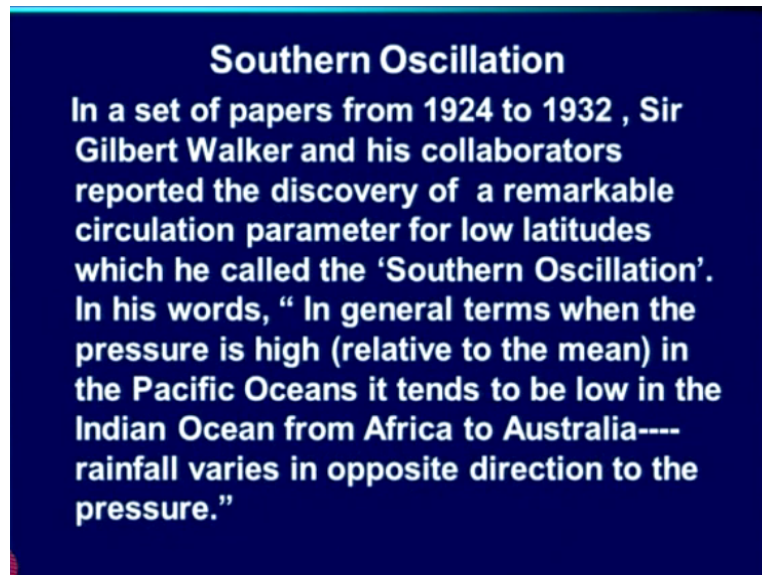 Southern Oscillation
In a set of papers from 1924 to 1932 , Sir
Gilbert Walker and his collaborators
reported the discovery of a remarkable
circulation parameter for low latitudes
which he called the ‘Southern Oscillation’.
In his words, “ In general terms when the
pressure is high (relative to the mean) in
the Pacific Oceans it tends to be low in the
Indian Ocean from Africa to Australia----
rainfall varies in opposite direction to the
pressure.”